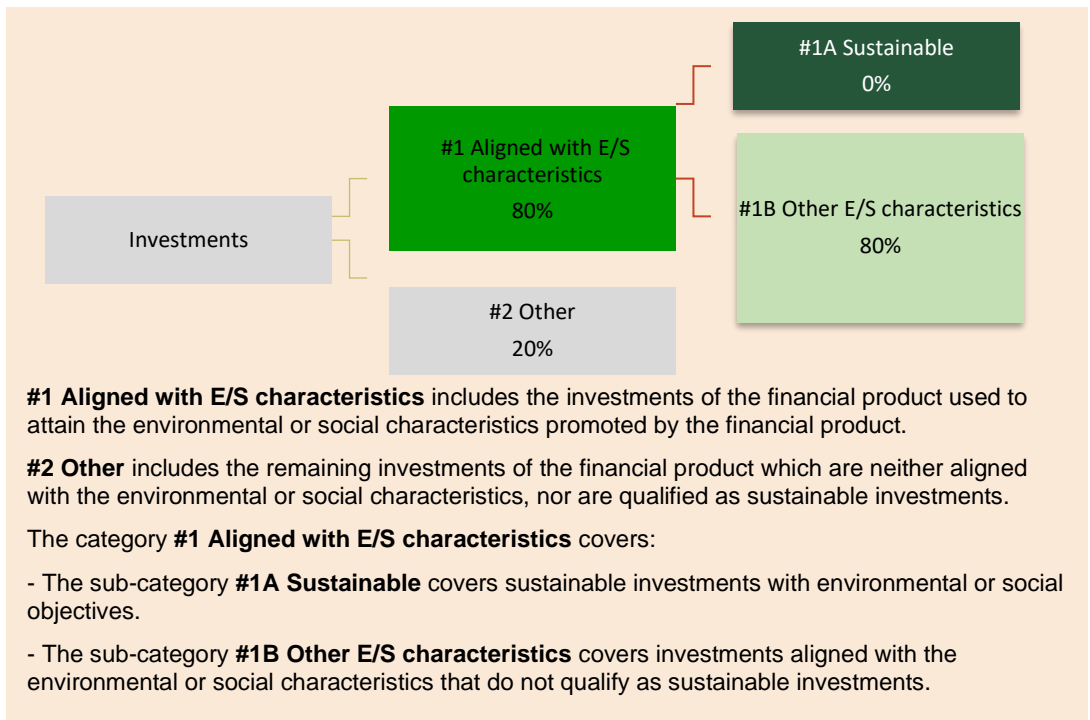 #1A Sustainable
0%
#1 Aligned with E/S
characteristics
80%
#1B Other E/S characteristics
80%
Investments
#2 Other
20%
#1 Aligned with E/S characteristics includes the investments of the financial product used to
attain the environmental or social characteristics promoted by the financial product.
#2 Other includes the remaining investments of the financial product which are neither aligned
with the environmental or social characteristics, nor are qualified as sustainable investments.
The category #1 Aligned with E/S characteristics covers:
- The sub-category #1A Sustainable covers sustainable investments with environmental or social
objectives.
- The sub-category #1B Other E/S characteristics covers investments aligned with the
environmental or social characteristics that do not qualify as sustainable investments.